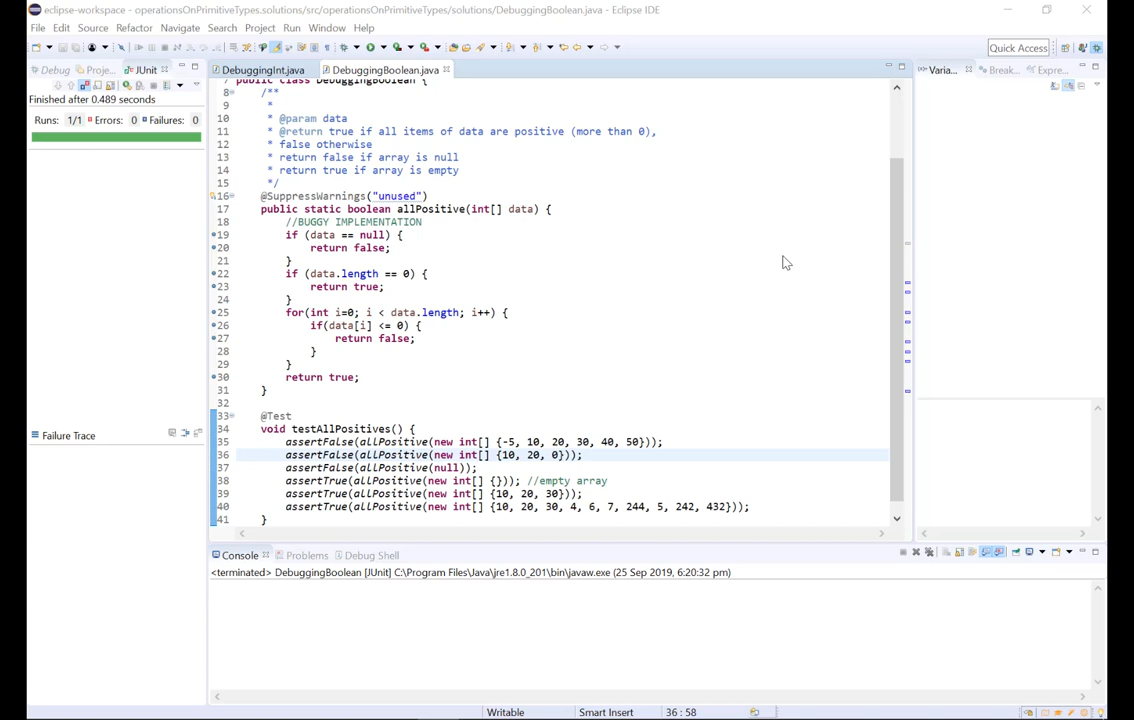 eclipse-workspace - operationsOnPrimitiveTypes.solutions/src/operationsOnPrimitiveTypes/solutions/DebuggingBoolean.java - Eclipse IDE
File Edit Source Refactor Navigate Search Project Run Window Help
Quick Access
Debug Proje... JUnit
DebuggingInt.java DebuggingBoolean.java
Varia... Break... Expre...
Finished after 0.489 seconds
Runs: 1/1 Errors: 0 Failures: 0
Failure Trace
7 public class DebuggingBoolean {
8 /**
9 *
10 * @param data
11 * @return true if all items of data are positive (more than 0),
12 * false otherwise
13 * return false if array is null
14 * return true if array is empty
15 */
16 @SuppressWarnings("unused")
17 public static boolean allPositive(int[] data) {
18 //BUGGY IMPLEMENTATION
19 if (data == null) {
20 return false;
21 }
22 if (data.length == 0) {
23 return true;
24 }
25 for(int i=0; i < data.length; i++) {
26 if(data[i] <= 0) {
27 return false;
28 }
29 }
30 return true;
31 }
32
33 @Test
34 void testAllPositives() {
35 assertFalse(allPositive(new int[] {-5, 10, 20, 30, 40, 50}));
36 assertFalse(allPositive(new int[] {10, 20, 0}));
37 assertFalse(allPositive(null));
38 assertTrue(allPositive(new int[] {})); //empty array
39 assertTrue(allPositive(new int[] {10, 20, 30}));
40 assertTrue(allPositive(new int[] {10, 20, 30, 4, 6, 7, 244, 5, 242, 432}));
41 }
Console Problems Debug Shell
<terminated> DebuggingBoolean [JUnit] C:\Program Files\Java\jre1.8.0_201\bin\javaw.exe (25 Sep 2019, 6:20:32 pm)
Writable Smart Insert 36 : 58